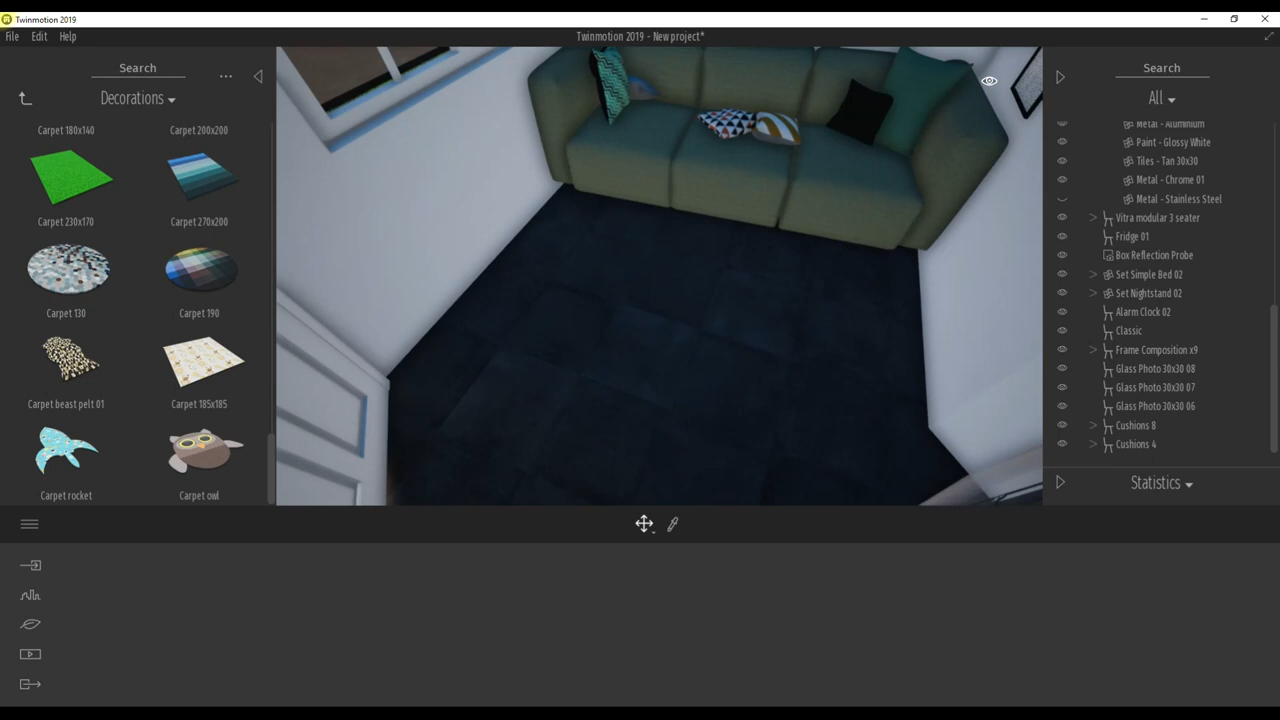 Twinmotion 2019
File Edit Help
Twinmotion 2019 - New project*
Search
...
Decorations
Carpet 180x140 Carpet 200x200
Carpet 230x170 Carpet 270x200
Carpet 130 Carpet 190
Carpet beast pelt 01 Carpet 185x185
Carpet rocket Carpet owl
Search
All
Metal - Aluminium
Paint - Glossy White
Tiles - Tan 30x30
Metal - Chrome 01
Metal - Stainless Steel
Vitra modular 3 seater
Fridge 01
Box Reflection Probe
Set Simple Bed 02
Set Nightstand 02
Alarm Clock 02
Classic
Frame Composition x9
Glass Photo 30x30 08
Glass Photo 30x30 07
Glass Photo 30x30 06
Cushions 8
Cushions 4
Statistics